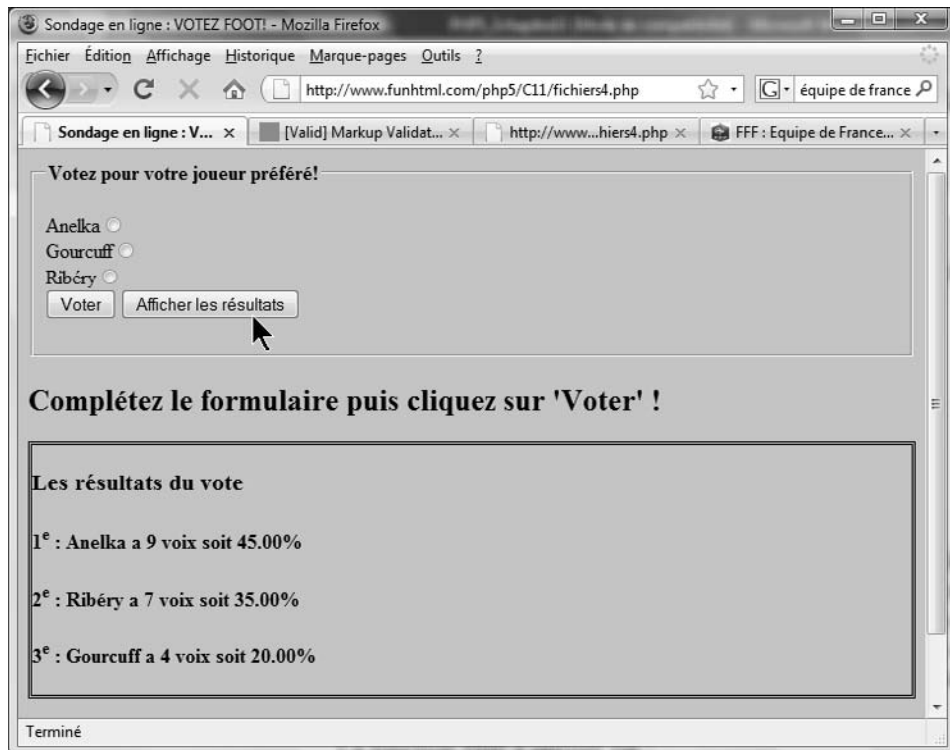 Sondage en ligne : VOTEZ FOOT! - Mozilla Firefox
Fichier Édition Affichage Historique Marque-pages Outils ?
http://www.funhtml.com/php5/C11/fichiers4.php
G équipe de france
Sondage en ligne : V...
[Valid] Markup Validat...
http://www...hiers4.php
FFF : Equipe de France...
Votez pour votre joueur préféré!
Anelka
Gourcuff
Ribéry
Voter Afficher les résultats
Complétez le formulaire puis cliquez sur 'Voter' !
Les résultats du vote
1e : Anelka a 9 voix soit 45.00%
2e : Ribéry a 7 voix soit 35.00%
3e : Gourcuff a 4 voix soit 20.00%
Terminé